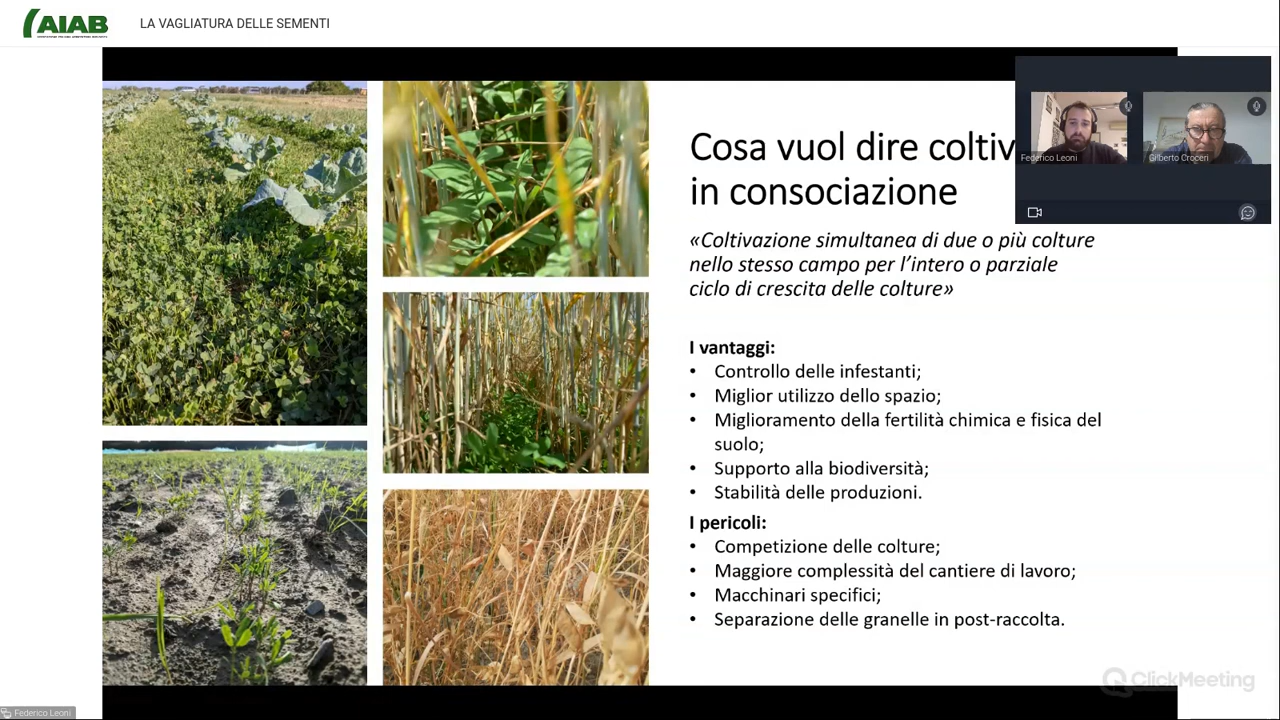 AIAB
LA VAGLIATURA DELLE SEMENTI
Federico Leoni
Gilberto Croceri
Cosa vuol dire coltiv
in consociazione
«Coltivazione simultanea di due o più colture
nello stesso campo per l’intero o parziale
ciclo di crescita delle colture»
I vantaggi:
• Controllo delle infestanti;
• Miglior utilizzo dello spazio;
• Miglioramento della fertilità chimica e fisica del
suolo;
• Supporto alla biodiversità;
• Stabilità delle produzioni.
I pericoli:
• Competizione delle colture;
• Maggiore complessità del cantiere di lavoro;
• Macchinari specifici;
• Separazione delle granelle in post-raccolta.
ClickMeeting
Federico Leoni